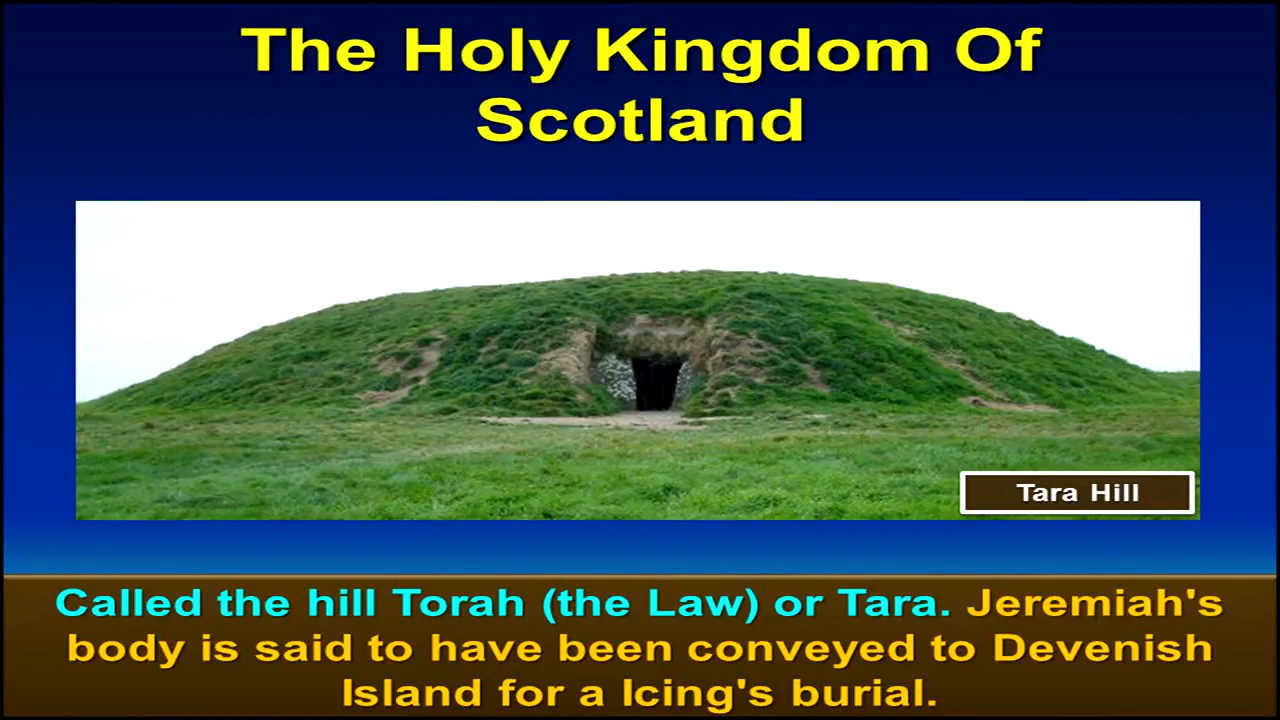 The Holy Kingdom Of
Scotland
Tara Hill
Called the hill Torah (the Law) or Tara. Jeremiah's
body is said to have been conveyed to Devenish
Island for a Icing's burial.